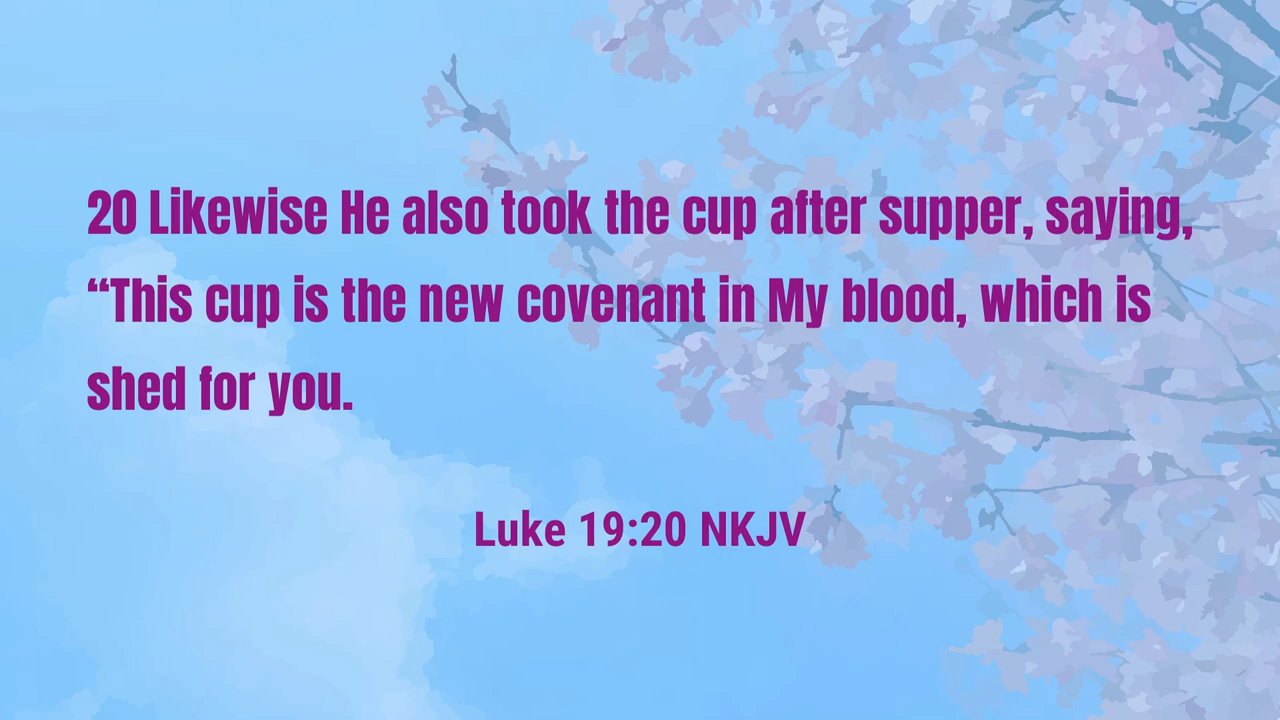 20 Likewise He also took the cup after supper, saying,
“This cup is the new covenant in My blood, which is
shed for you.
Luke 19:20 NKJV